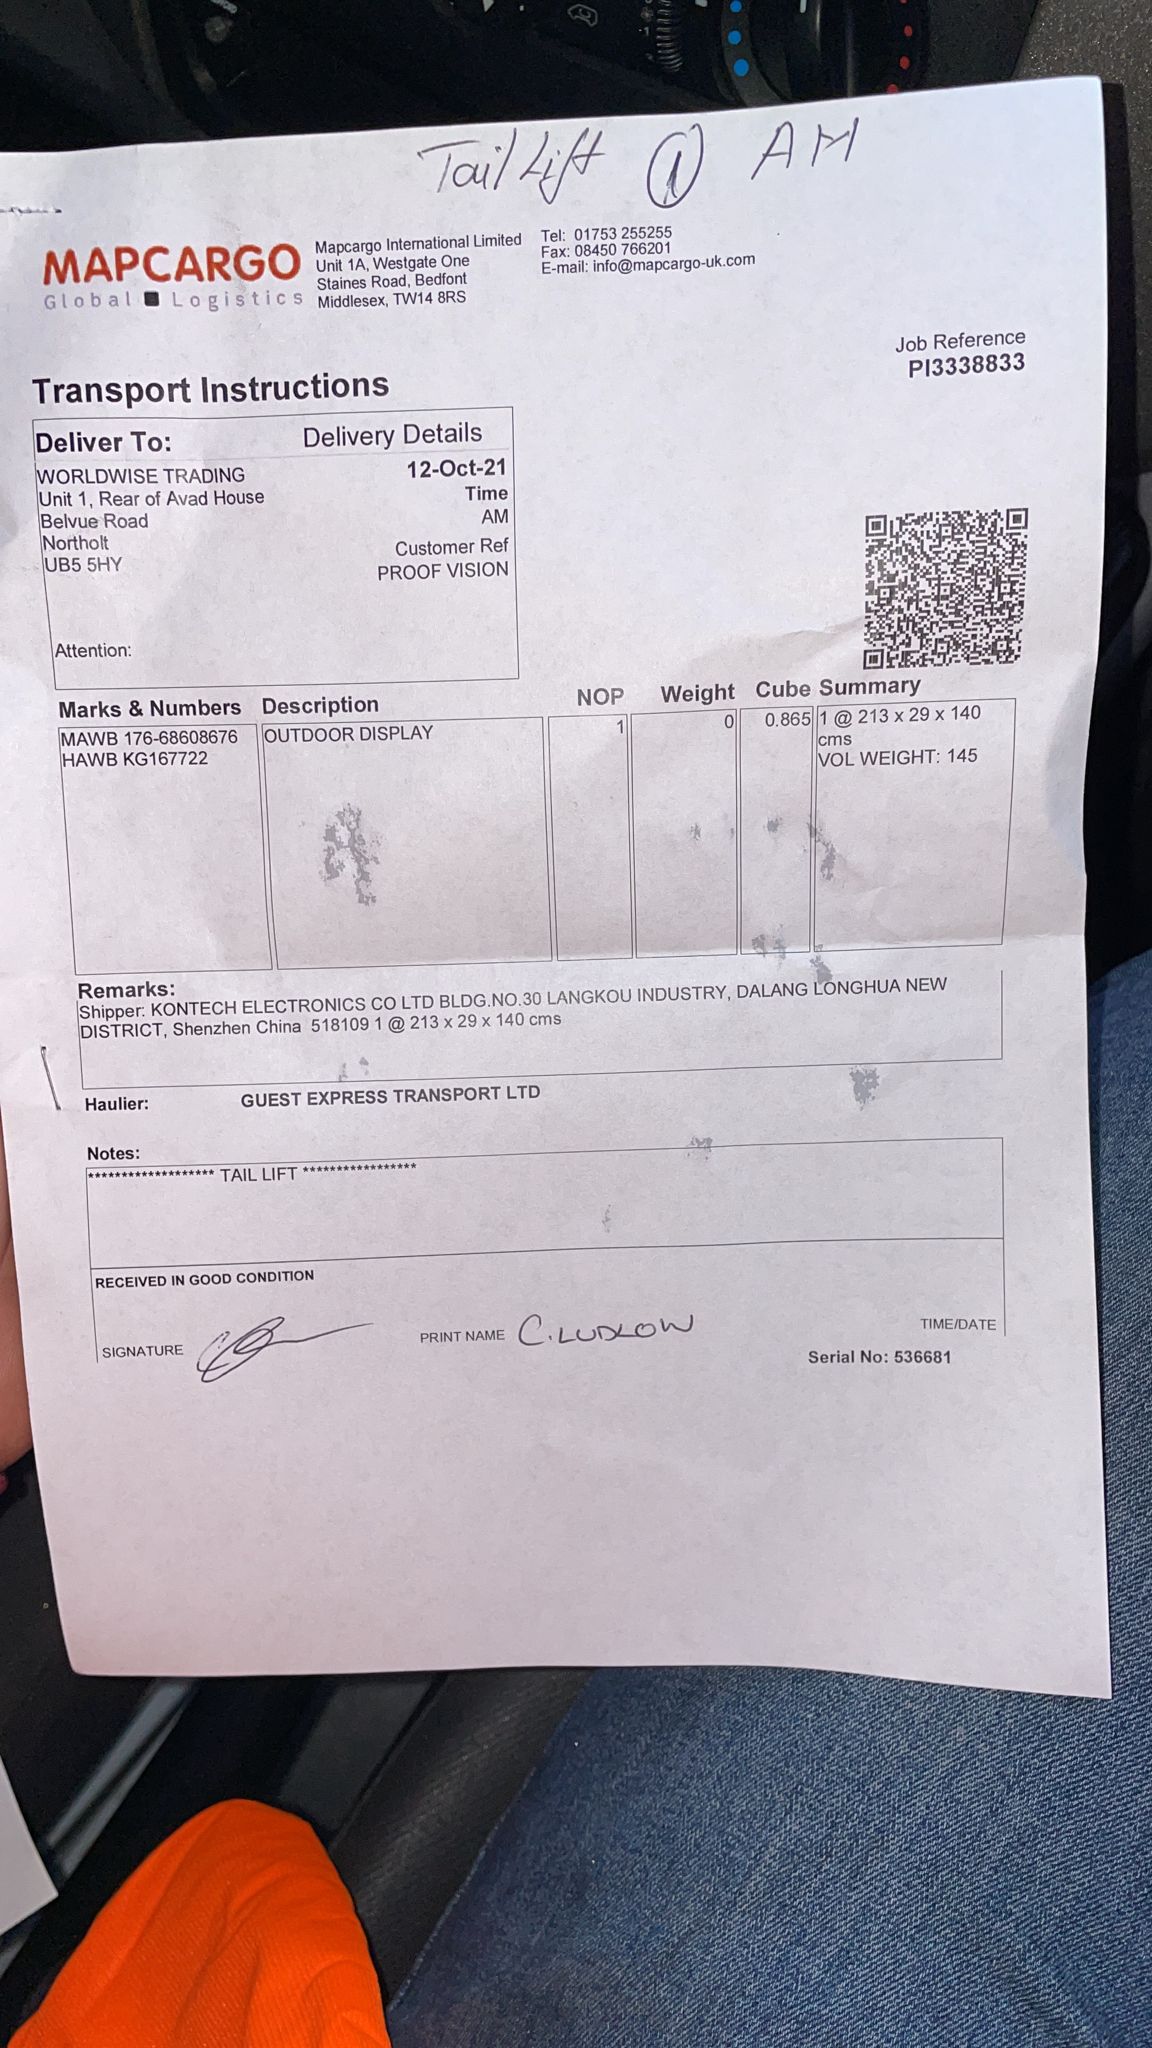 Tail Lift @ AM
MAPCARGO
Global Logistics
Mapcargo International Limited
Unit 1A, Westgate One
Staines Road, Bedfont
Middlesex, TW14 8RS
Tel: 01753 255255
Fax: 08450 766201
E-mail: info@mapcargo-uk.com
Job Reference
PI3338833
Transport Instructions
Deliver To: Delivery Details
WORLDWISE TRADING 12-Oct-21
Unit 1, Rear of Avad House Time
Belvue Road AM
Northolt Customer Ref
UB5 5HY PROOF VISION
Attention:
Marks & Numbers Description NOP Weight Cube Summary
MAWB 176-68608676 OUTDOOR DISPLAY 1 0 0.865 1 @ 213 x 29 x 140
HAWB KG167722 cms
VOL WEIGHT: 145
Remarks:
Shipper: KONTECH ELECTRONICS CO LTD BLDG.NO.30 LANGKOU INDUSTRY, DALANG LONGHUA NEW
DISTRICT, Shenzhen China 518109 1 @ 213 x 29 x 140 cms
Haulier: GUEST EXPRESS TRANSPORT LTD
Notes:
******************* TAIL LIFT *****************
RECEIVED IN GOOD CONDITION
SIGNATURE PRINT NAME C.LUDLOW TIME/DATE
Serial No: 536681